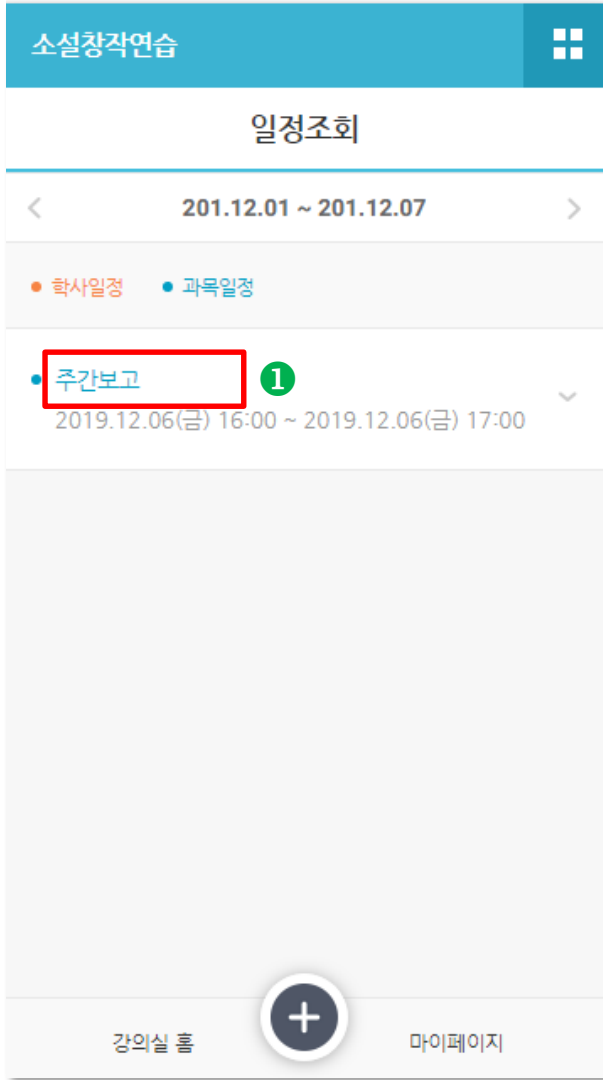 소설창작연습
일정조회
201.12.01 ~ 201.12.07
학사일정 과목일정
주간보고 1
2019.12.06(금) 16:00 ~ 2019.12.06(금) 17:00
강의실 홈 마이페이지